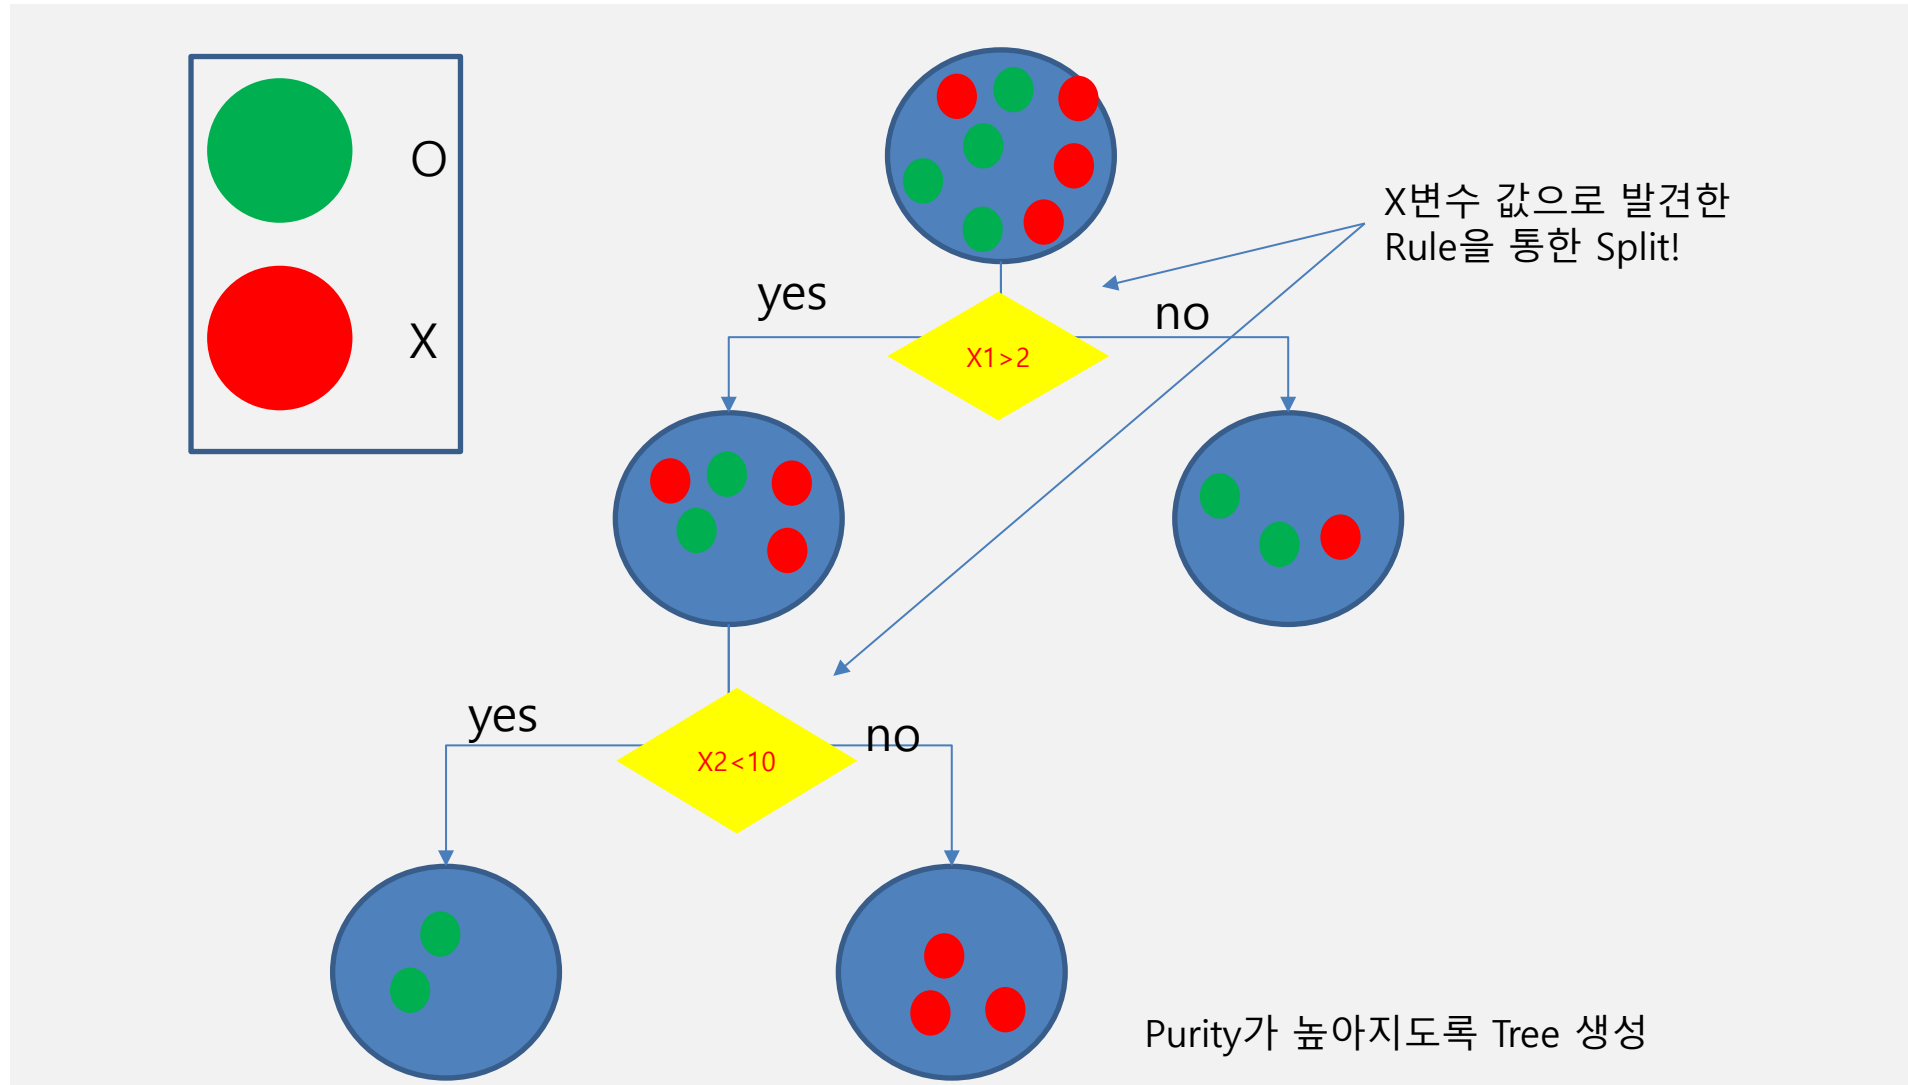 O
X
X변수 값으로 발견한
Rule을 통한 Split!
yes
no
X1>2
yes
no
X2<10
Purity가 높아지도록 Tree 생성